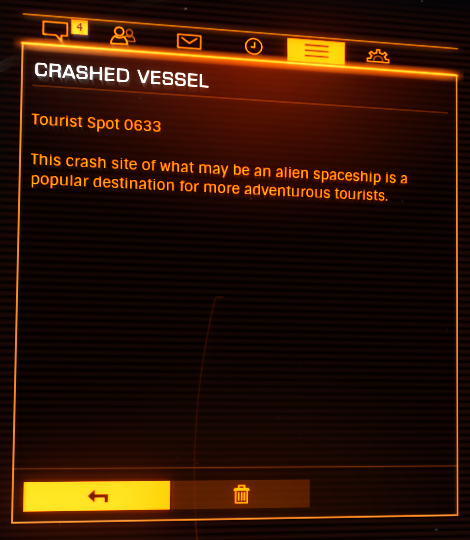 4
CRASHED VESSEL
Tourist Spot 0633
This crash site of what may be an alien spaceship is a
popular destination for more adventurous tourists.